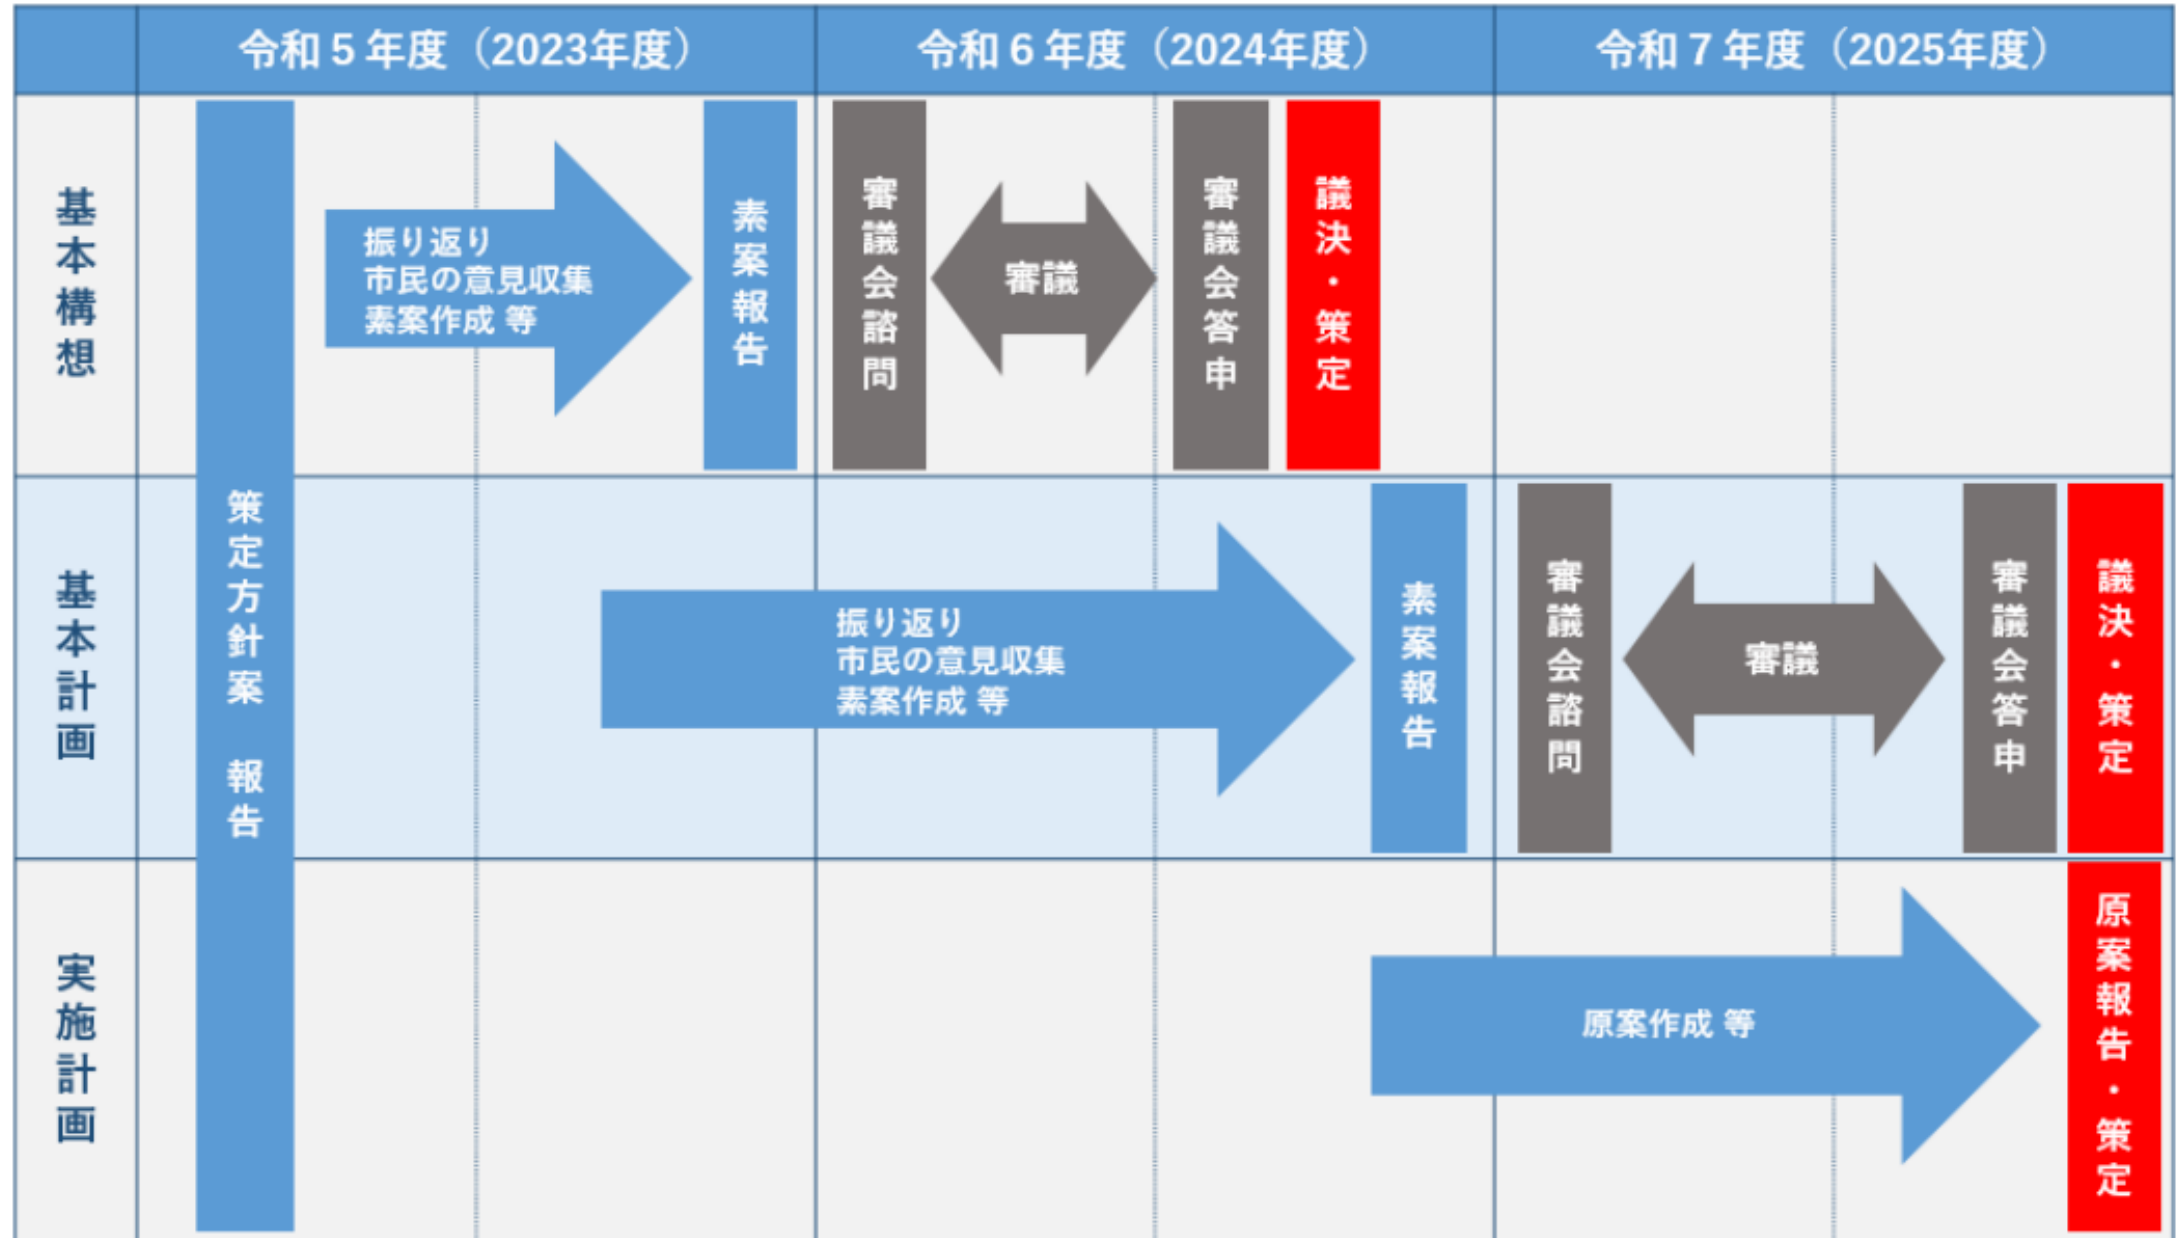 令和５年度（2023年度）
令和６年度（2024年度）
令和７年度（2025年度）
基本構想
策定方針案　報告
振り返り
市民の意見収集
素案作成 等
素案報告
審議会諮問
審議
審議会答申
議決・策定
基本計画
振り返り
市民の意見収集
素案作成 等
素案報告
審議会諮問
審議
審議会答申
議決・策定
実施計画
原案作成 等
原案報告・策定